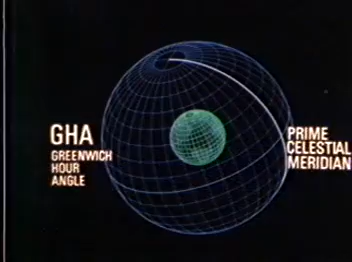 GHA
GREENWICH
HOUR
ANGLE
PRIME
CELESTIAL
MERIDIAN